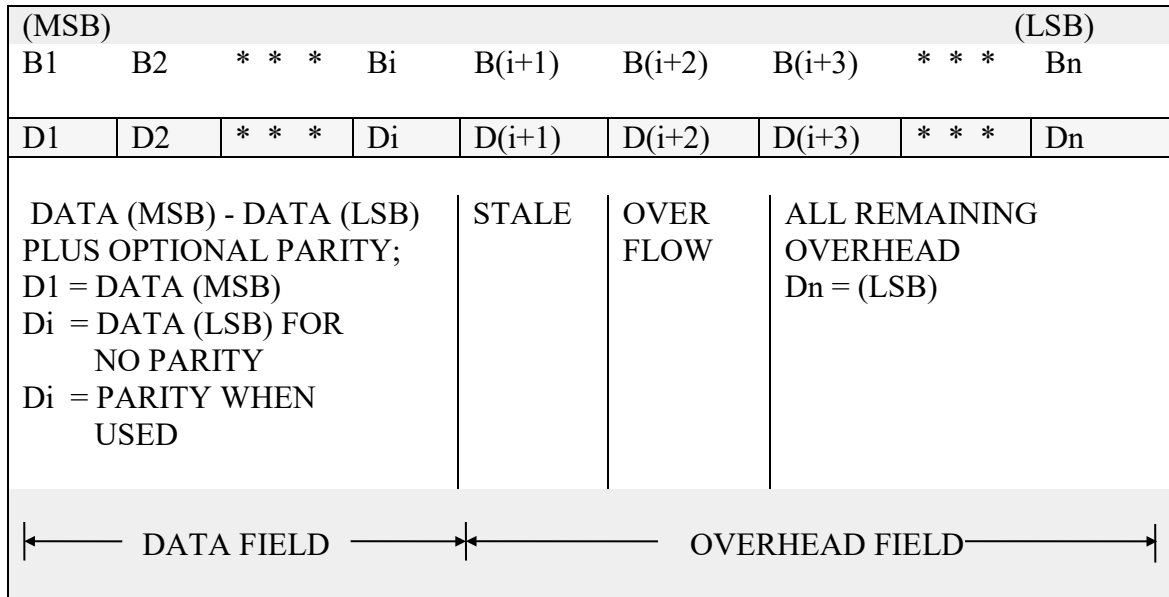 (MSB) (LSB)
B1 B2 * * * Bi B(i+1) B(i+2) B(i+3) * * * Bn
D1 D2 * * * Di D(i+1) D(i+2) D(i+3) * * * Dn
DATA (MSB) - DATA (LSB) STALE OVER ALL REMAINING
PLUS OPTIONAL PARITY; FLOW OVERHEAD
D1 = DATA (MSB) Dn = (LSB)
Di = DATA (LSB) FOR
NO PARITY
Di = PARITY WHEN
USED
DATA FIELD OVERHEAD FIELD